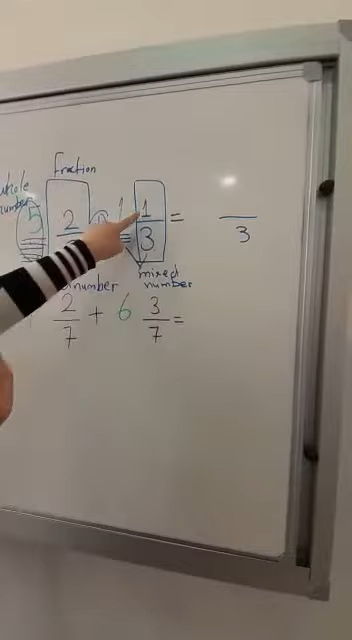 fraction
whole
number
5 2 1 1/3 = /3
mixed
number number
2/7 + 6 3/7 =